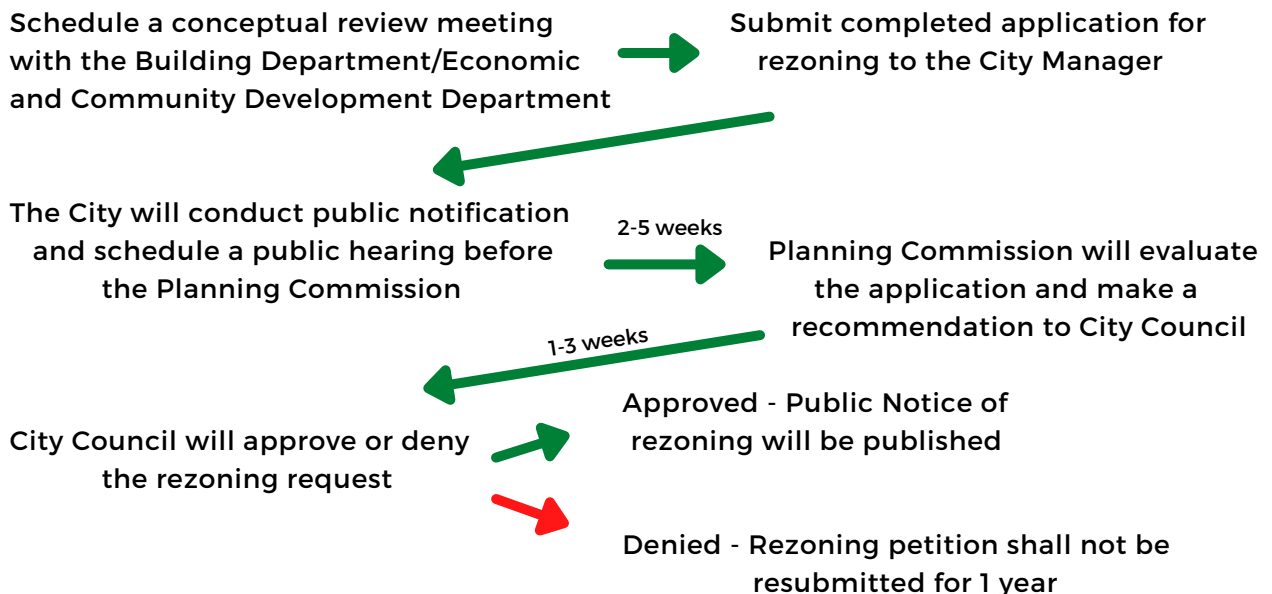 Schedule a conceptual review meeting
with the Building Department/Economic
and Community Development Department
Submit completed application for
rezoning to the City Manager
The City will conduct public notification
and schedule a public hearing before
the Planning Commission
2-5 weeks
Planning Commission will evaluate
the application and make a
recommendation to City Council
1-3 weeks
City Council will approve or deny
the rezoning request
Approved - Public Notice of
rezoning will be published
Denied - Rezoning petition shall not be
resubmitted for 1 year